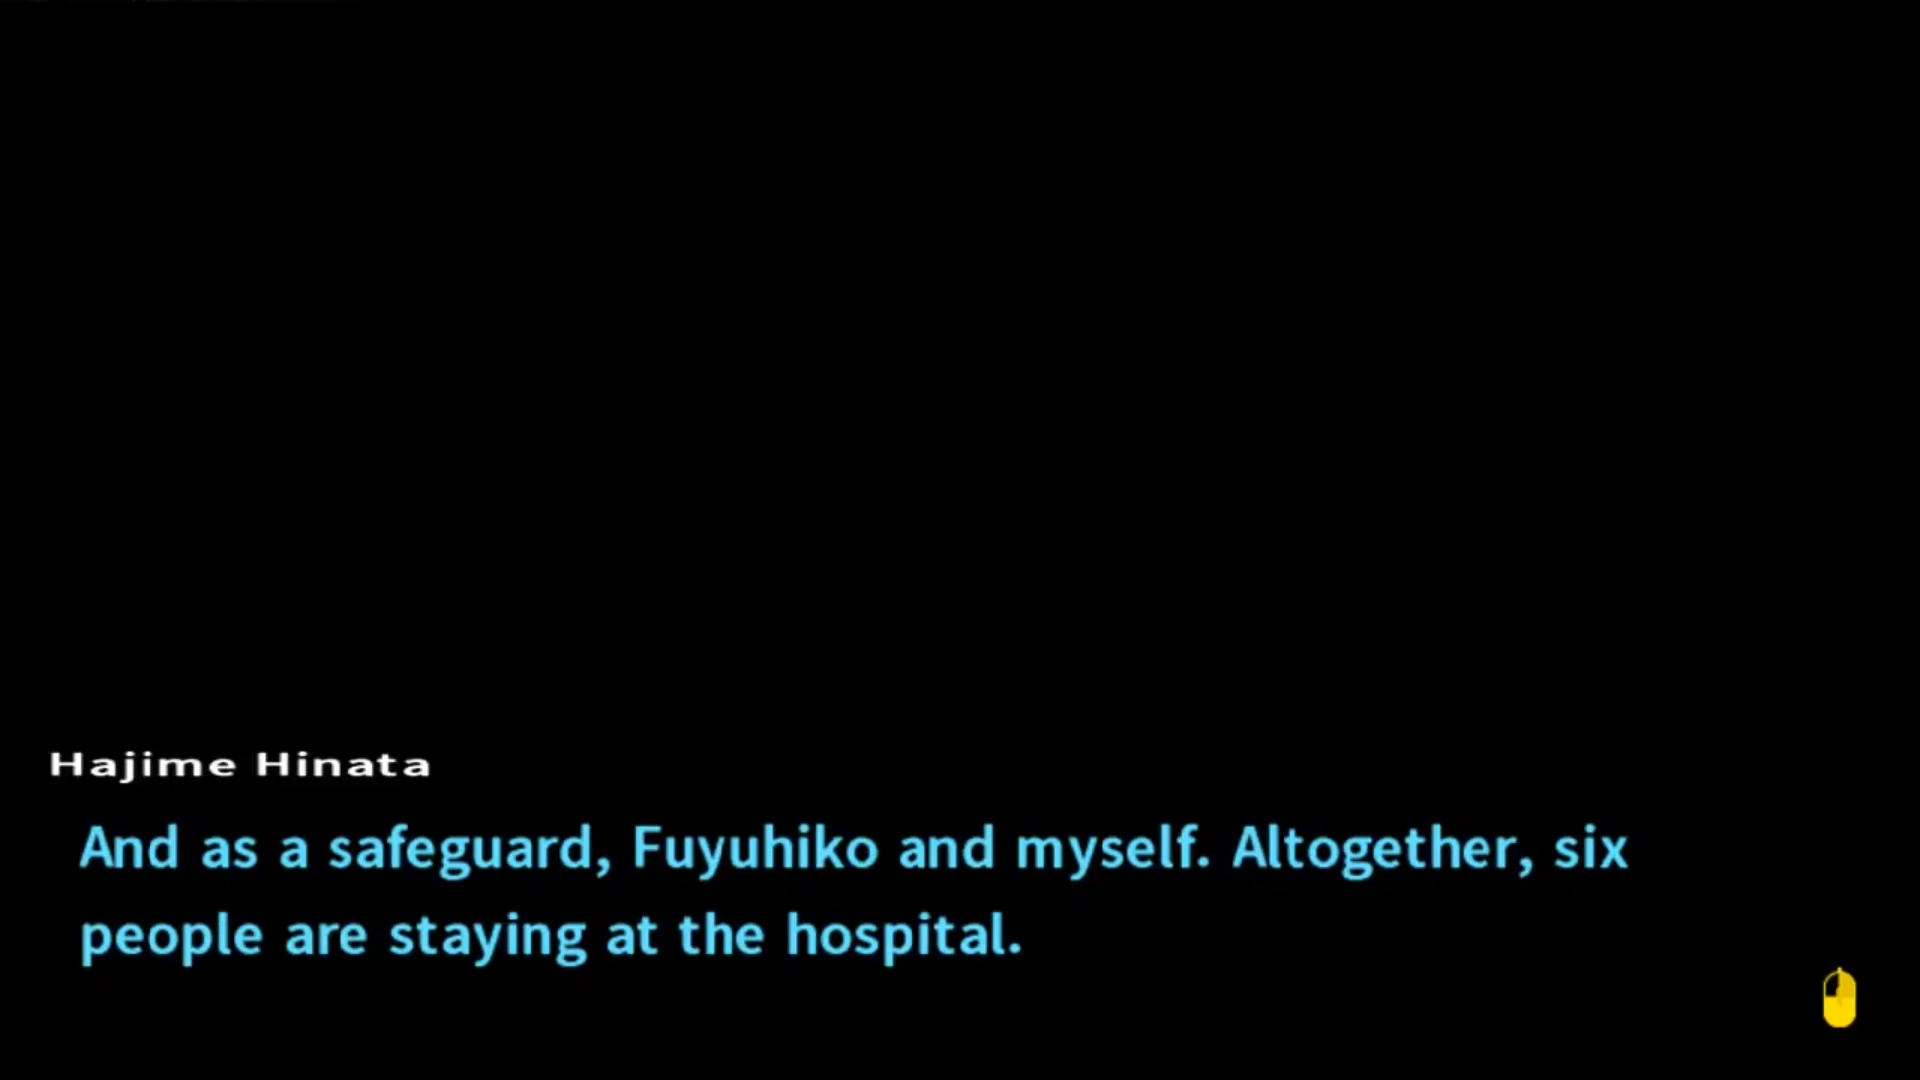 Hajime Hinata
And as a safeguard, Fuyuhiko and myself. Altogether, six
people are staying at the hospital.